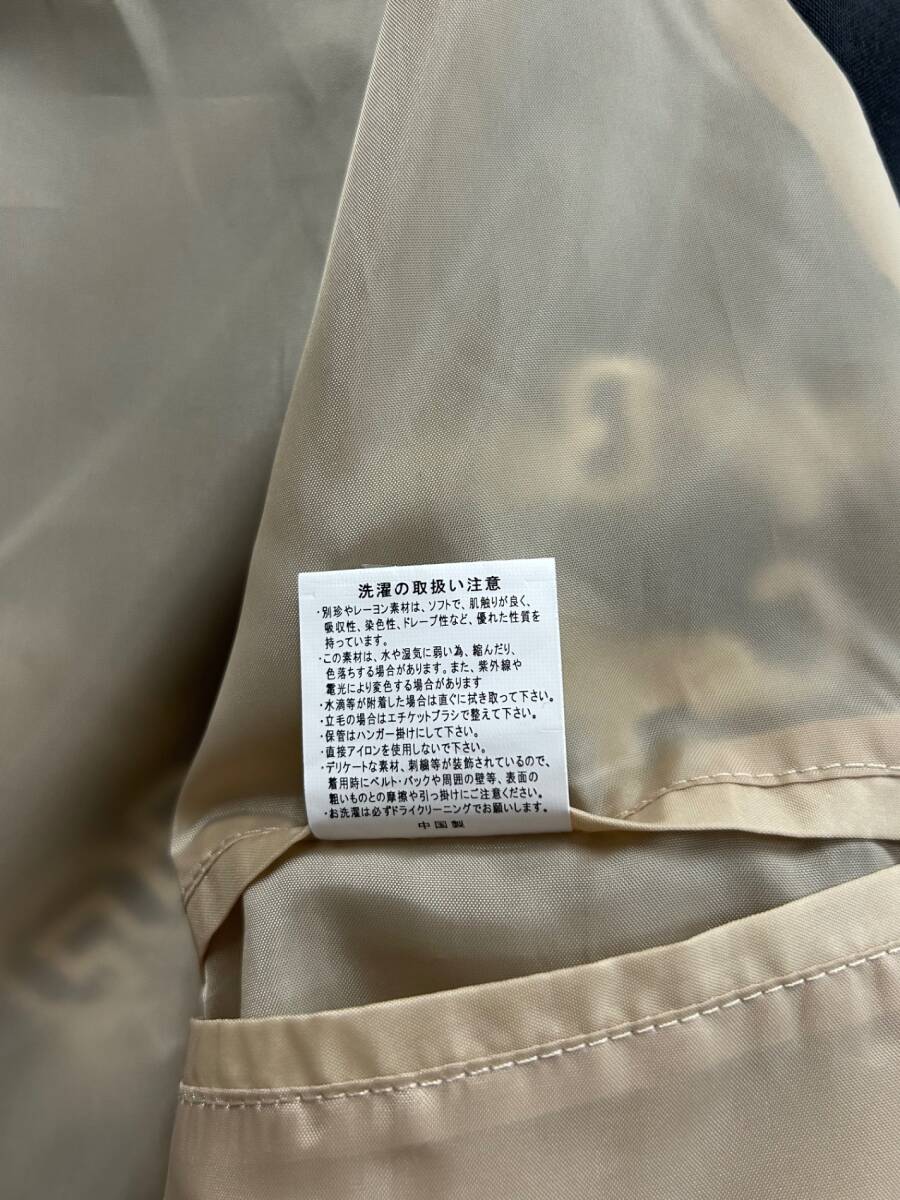 洗濯の取扱い注意
・別珍やレーヨン素材は、ソフトで、肌触りが良く、
吸収性、染色性、ドレープ性など、優れた性質を
持っています。
・この素材は、水や湿気に弱い為、縮んだり、
色落ちする場合があります。また、紫外線や
電光により変色する場合があります
・水滴等が附着した場合は直ぐに拭き取って下さい。
・立毛の場合はエチケットブラシで整えて下さい。
・保管はハンガー掛けにして下さい。
・直接アイロンを使用しないで下さい。
・デリケートな素材、刺繍等が装飾されているので、
着用時にベルト・バックや周囲の壁等、表面の
粗いものとの摩擦や引っ掛けにご注意ください。
・お洗濯は必ずドライクリーニングでお願いします。
中国製